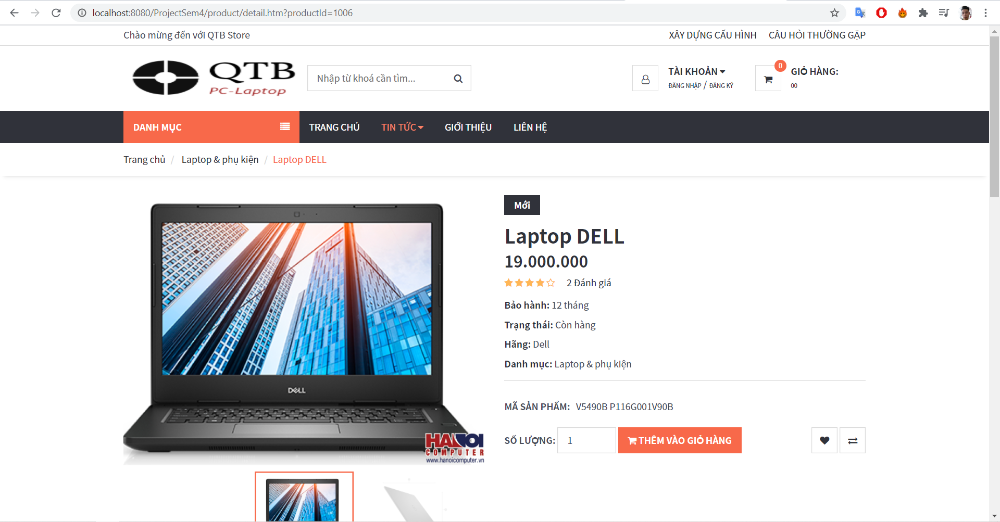 localhost:8080/ProjectSem4/product/detail.htm?productId=1006
Chào mừng đến với QTB Store
XÂY DỰNG CẤU HÌNH CÂU HỎI THƯỜNG GẶP
QTB
PC-Laptop
Nhập từ khoá cần tìm...
TÀI KHOẢN
ĐĂNG NHẬP / ĐĂNG KÝ
0
GIỎ HÀNG:
00
DANH MỤC
TRANG CHỦ TIN TỨC GIỚI THIỆU LIÊN HỆ
Trang chủ / Laptop & phụ kiện / Laptop DELL
DELL
HANOI
COMPUTER
www.hanoicomputer.vn
Mới
Laptop DELL
19.000.000
2 Đánh giá
Bảo hành: 12 tháng
Trạng thái: Còn hàng
Hãng: Dell
Danh mục: Laptop & phụ kiện
MÃ SẢN PHẨM: V5490B P116G001V90B
SỐ LƯỢNG: 1 THÊM VÀO GIỎ HÀNG